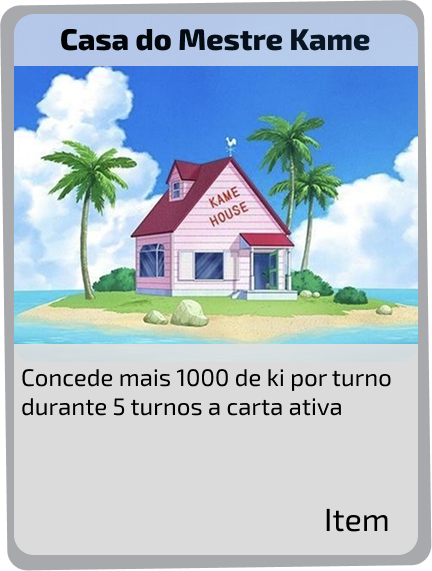 Casa do Mestre Kame
KAME
HOUSE
Concede mais 1000 de ki por turno
durante 5 turnos a carta ativa
Item